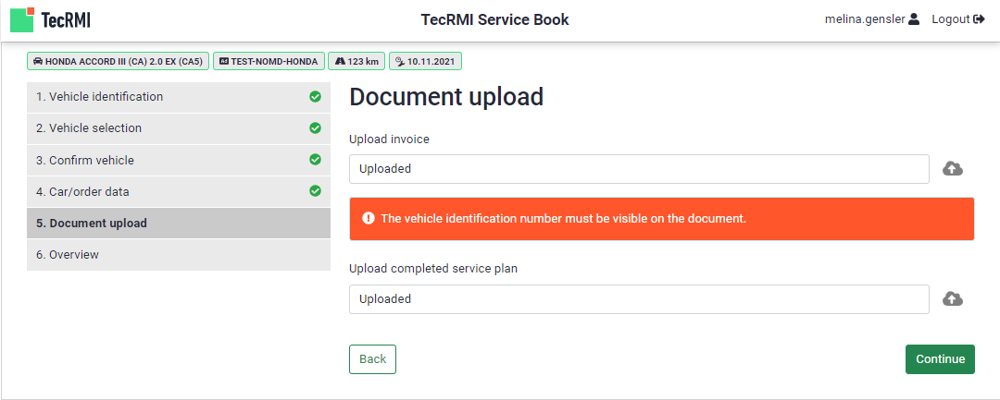 TecRMI
TecRMI Service Book
melina.gensler
Logout
HONDA ACCORD III (CA) 2.0 EX (CA5)
Ad TEST-NOMD-HONDA
123 km
10.11.2021
1. Vehicle identification
2. Vehicle selection
3. Confirm vehicle
4. Car/order data
5. Document upload
6. Overview
Document upload
Upload invoice
Uploaded
The vehicle identification number must be visible on the document.
Upload completed service plan
Uploaded
Back
Continue